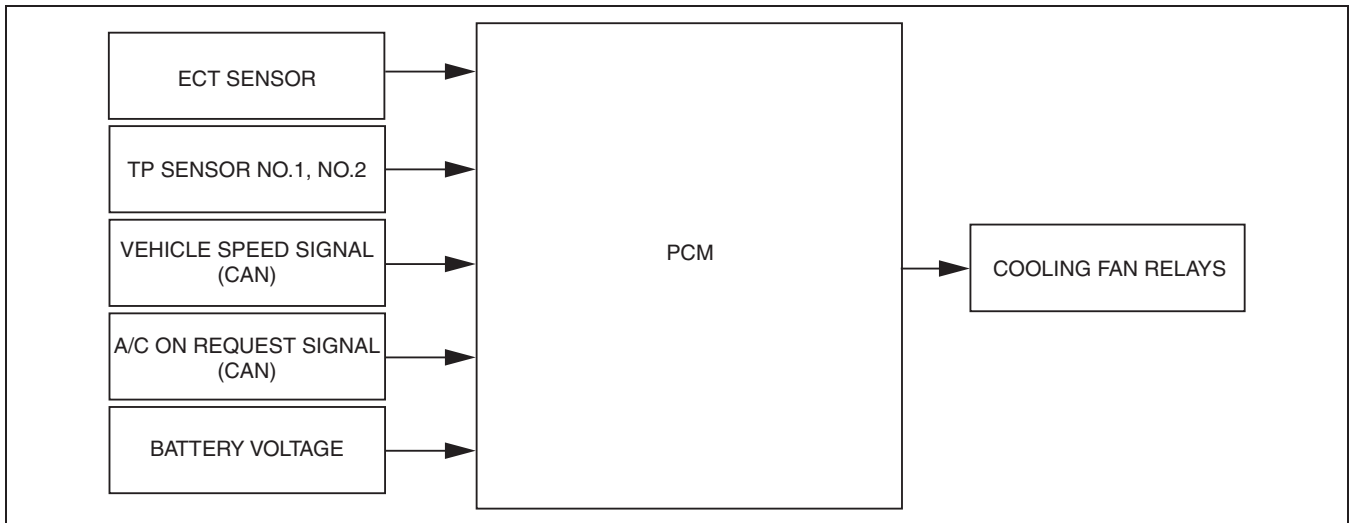 ECT SENSOR
TP SENSOR NO.1, NO.2
VEHICLE SPEED SIGNAL
(CAN)
A/C ON REQUEST SIGNAL
(CAN)
BATTERY VOLTAGE
PCM
COOLING FAN RELAYS